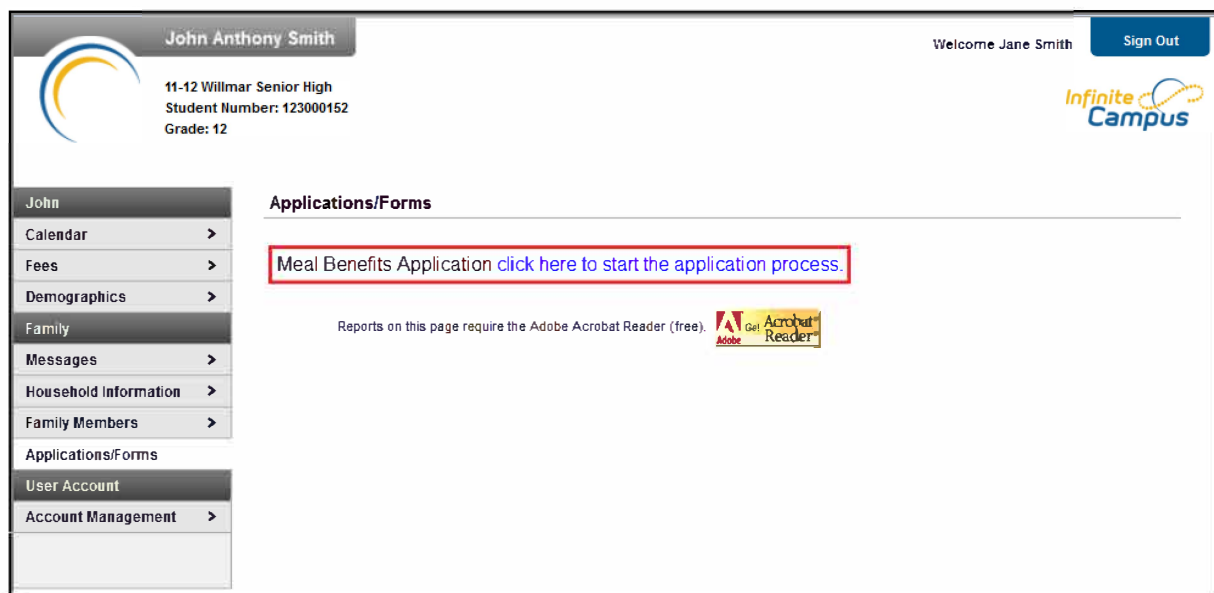 John Anthony Smith
Welcome Jane Smith
Sign Out
11-12 Willmar Senior High
Student Number: 123000152
Grade: 12
Infinite
Campus
John
Calendar >
Fees >
Demographics >
Family
Messages >
Household Information >
Family Members >
Applications/Forms
User Account
Account Management >
Applications/Forms
Meal Benefits Application click here to start the application process.
Reports on this page require the Adobe Acrobat Reader (free).
Adobe
Get Acrobat
Reader